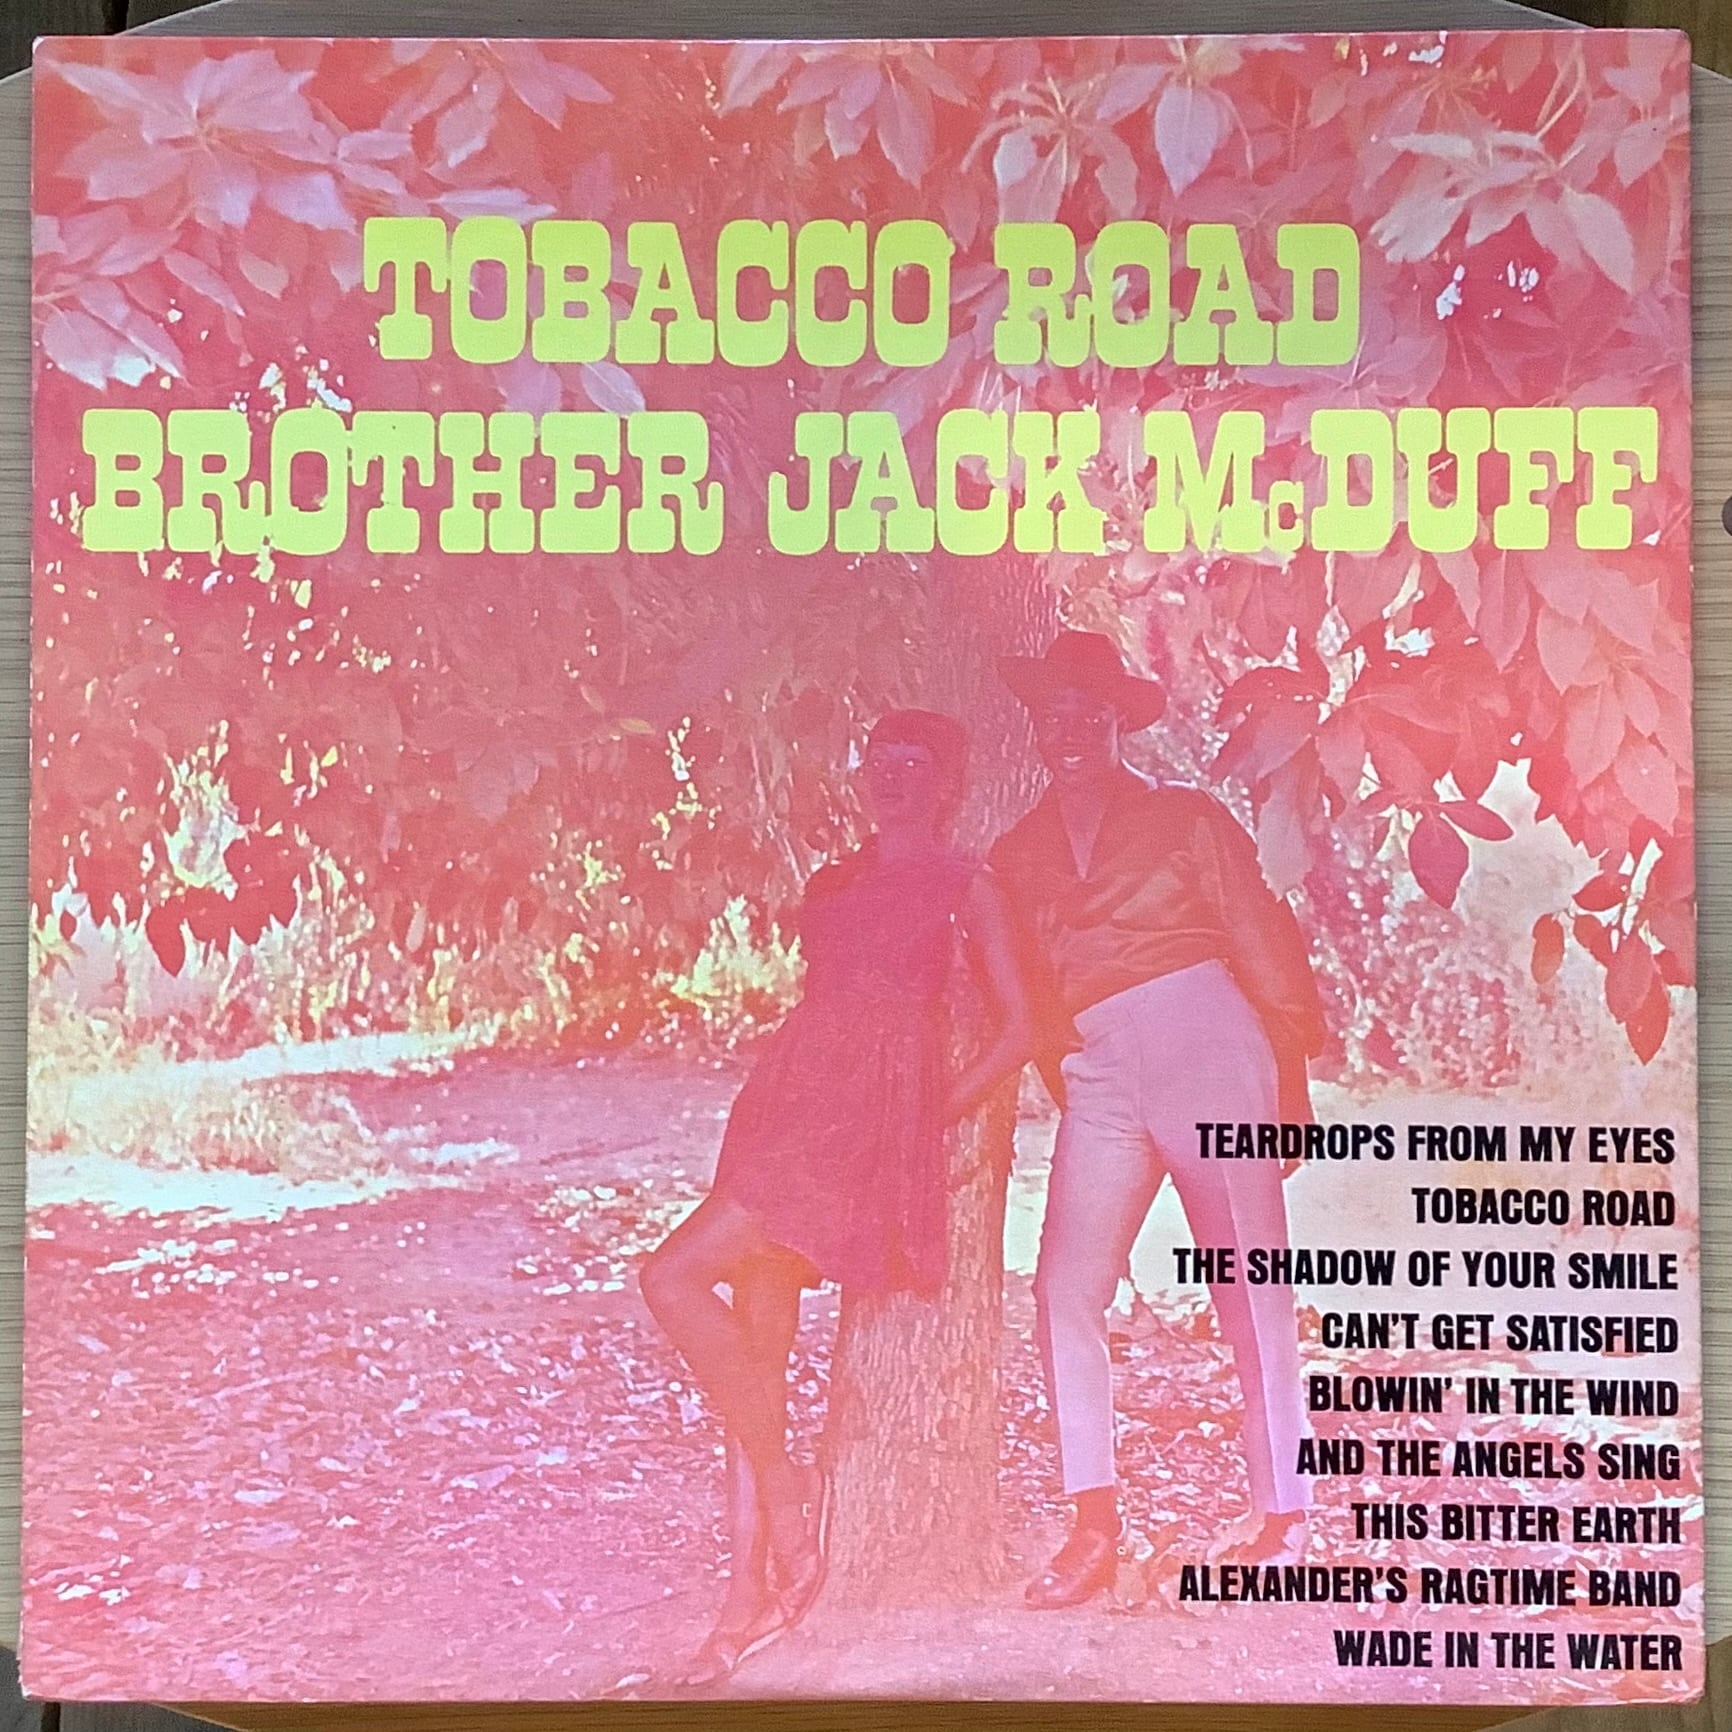 TOBACCO ROAD
BROTHER JACK McDUFF
TEARDROPS FROM MY EYES
TOBACCO ROAD
THE SHADOW OF YOUR SMILE
CAN'T GET SATISFIED
BLOWIN' IN THE WIND
AND THE ANGELS SING
THIS BITTER EARTH
ALEXANDER'S RAGTIME BAND
WADE IN THE WATER